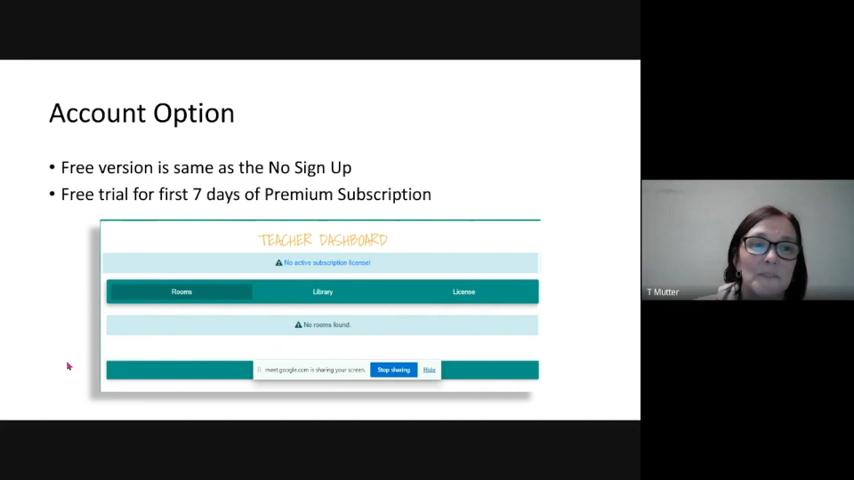 Account Option
• Free version is same as the No Sign Up
• Free trial for first 7 days of Premium Subscription
TEACHER DASHBOARD
No active subscription license!
Rooms Library License
No rooms found.
meet.google.com is sharing your screen. Stop sharing Hide
T Mutter